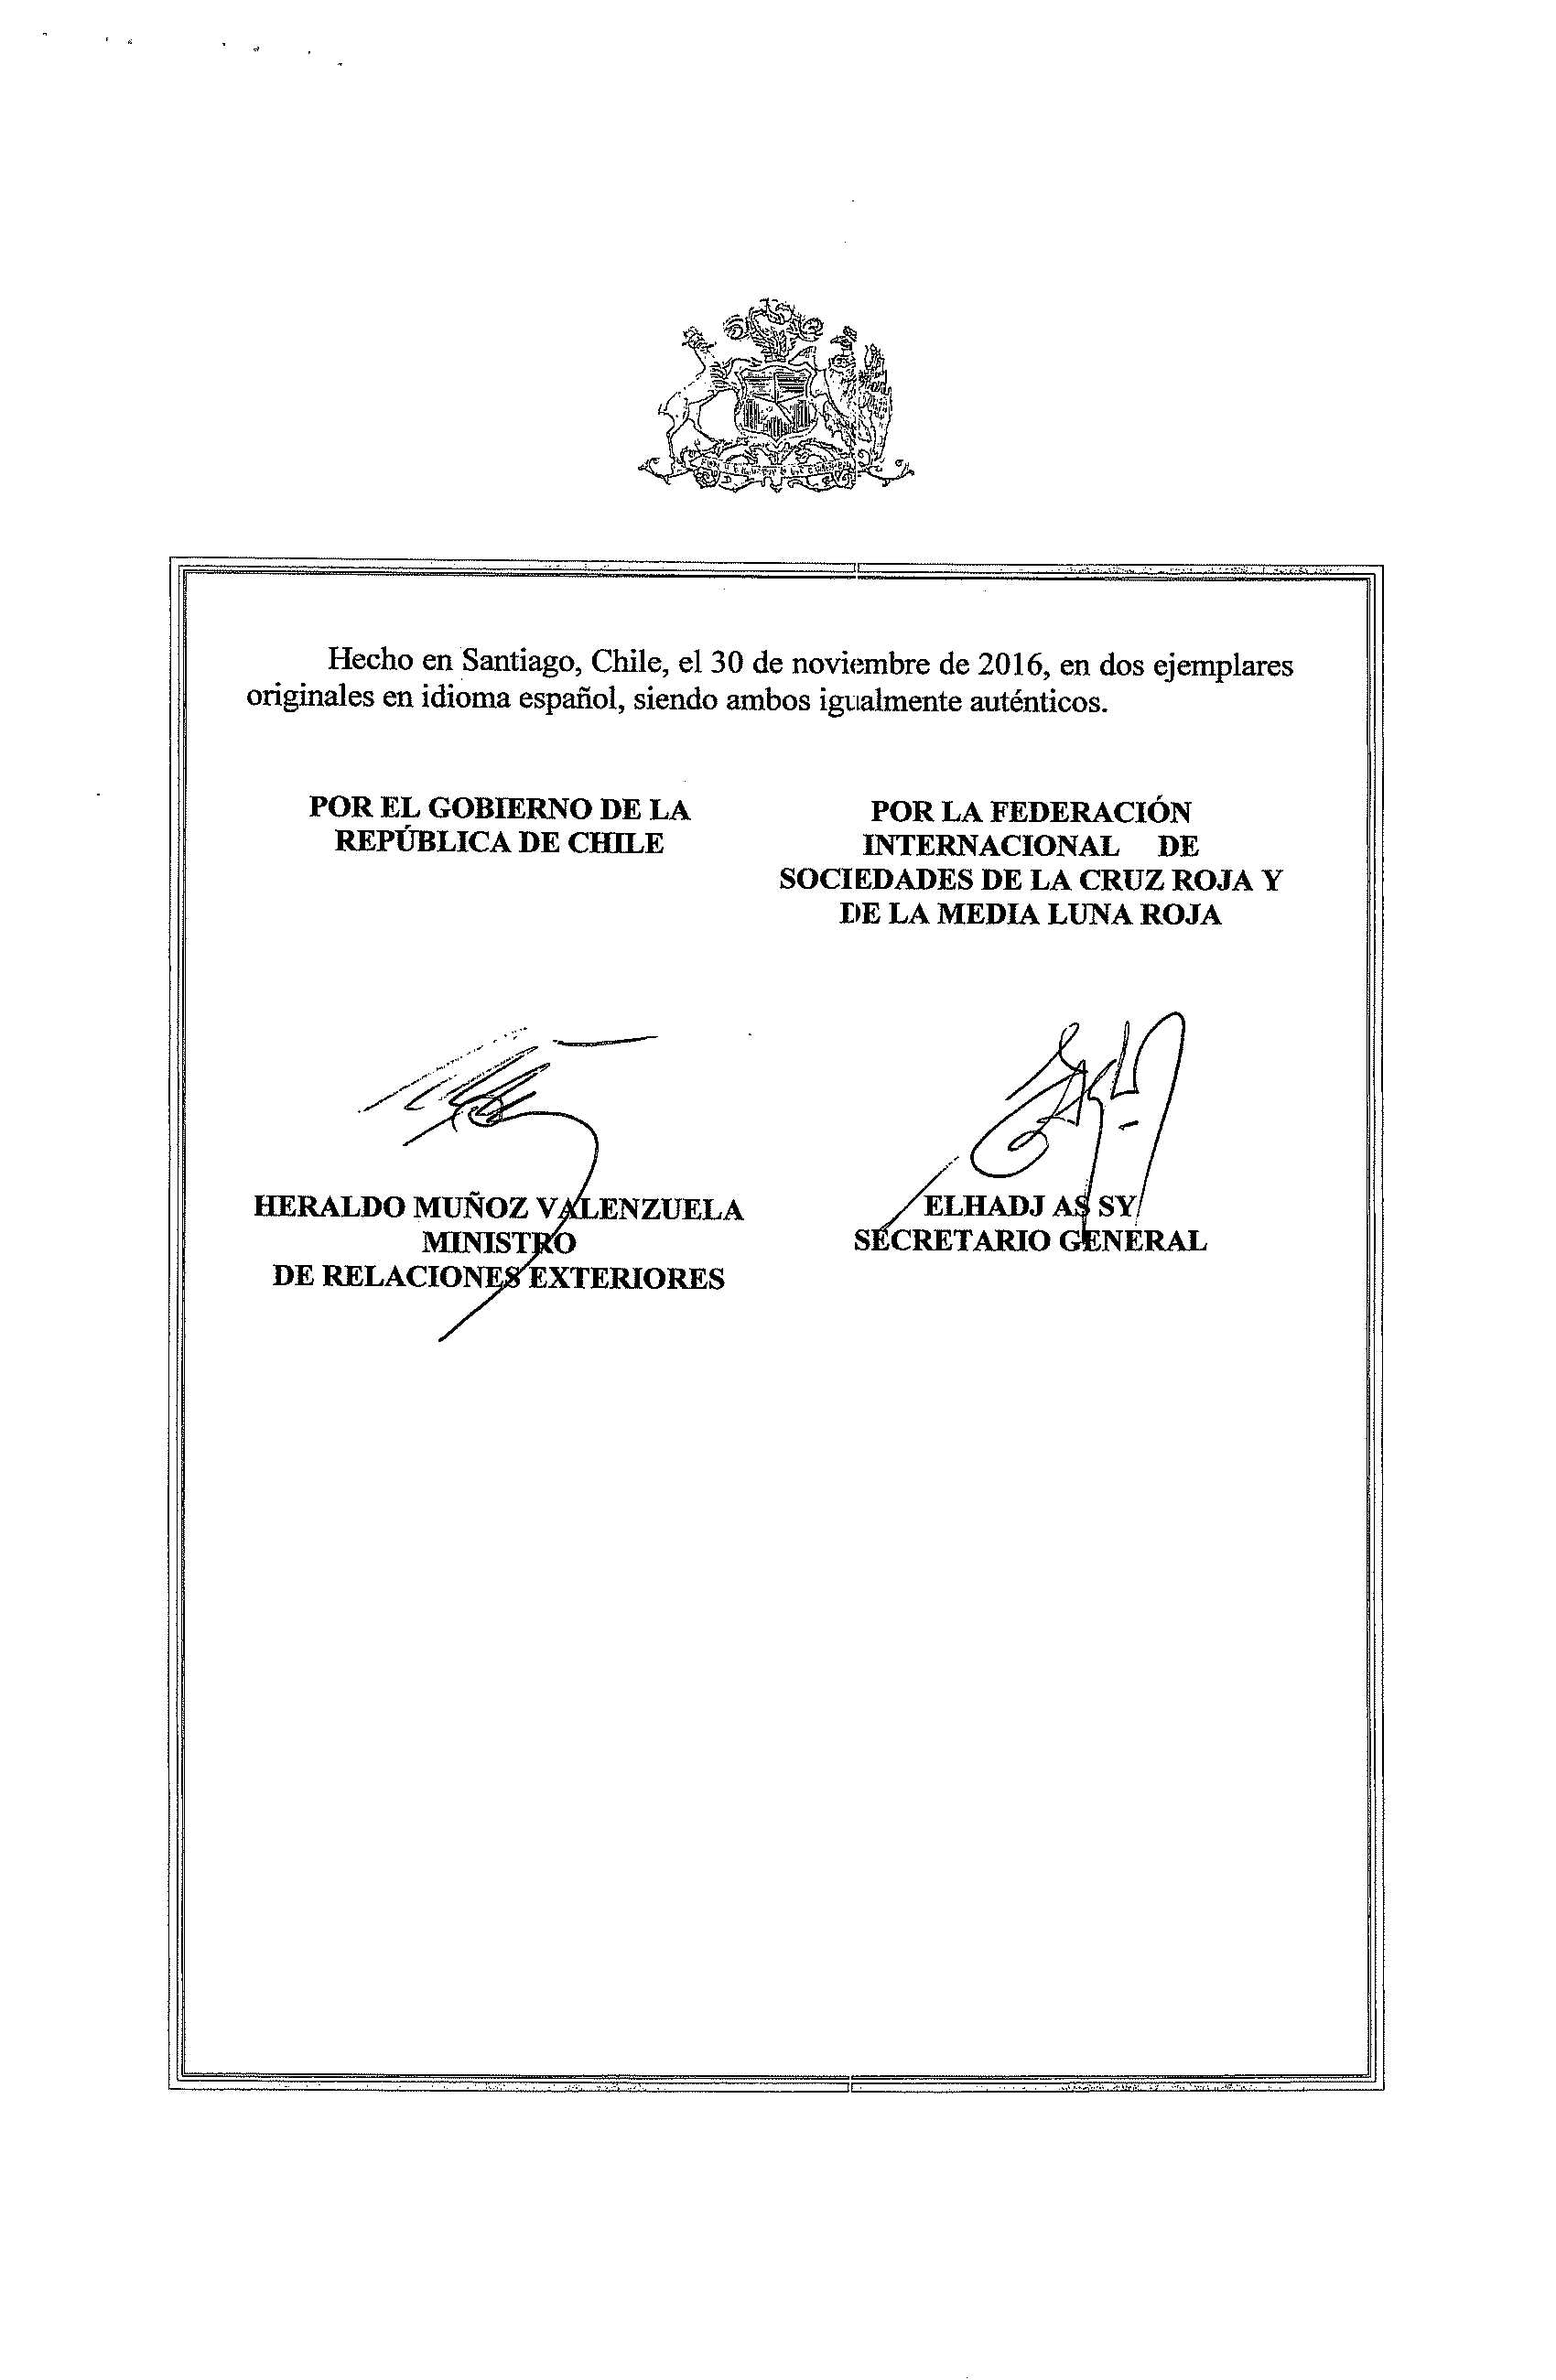 Hecho en Santiago, Chile, el 30 de noviembre de 2016, en dos ejemplares
originales en idioma español, siendo ambos igualmente auténticos.
POR EL GOBIERNO DE LA
REPÚBLICA DE CHILE
POR LA FEDERACIÓN
INTERNACIONAL DE
SOCIEDADES DE LA CRUZ ROJA Y
DE LA MEDIA LUNA ROJA
HERALDO MUÑOZ VALENZUELA
MINISTRO
DE RELACIONES EXTERIORES
ELHADJ AS SY
SECRETARIO GENERAL